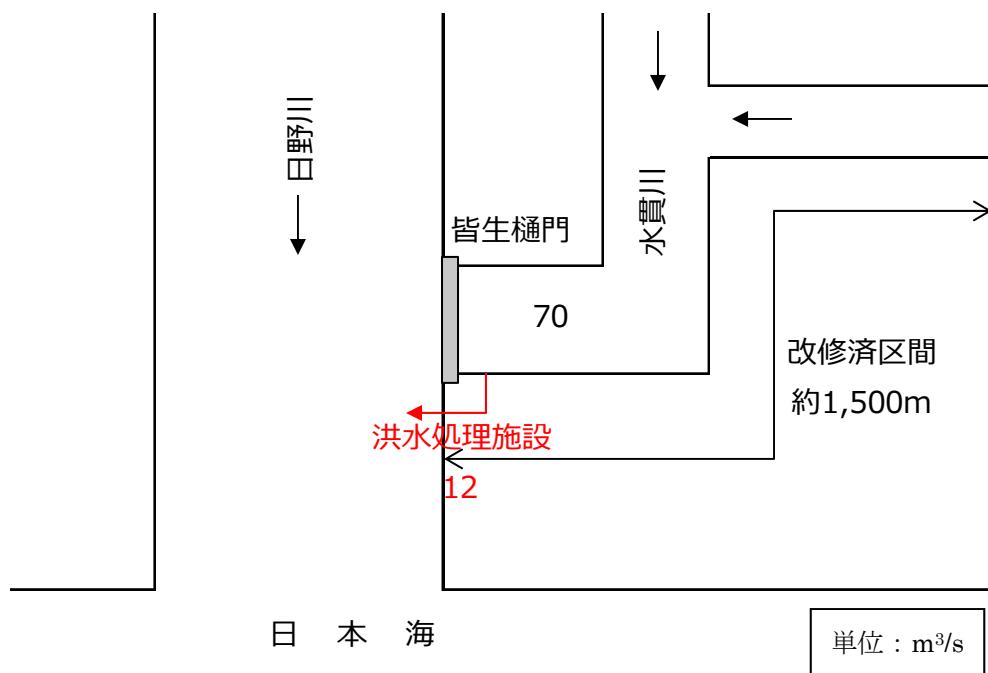 日野川
水貫川
皆生樋門
70
改修済区間
約1,500m
洪水処理施設
12
日 本 海
単位：m³/s